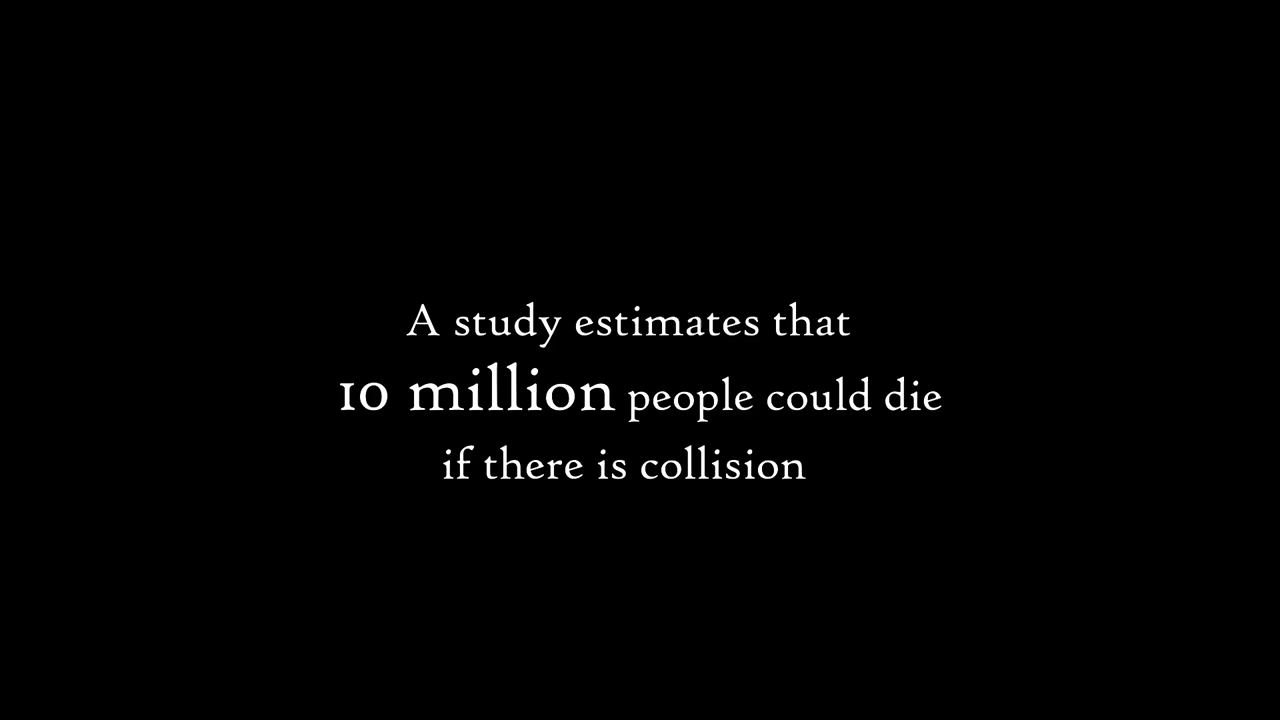 A study estimates that
10 million people could die
if there is collision